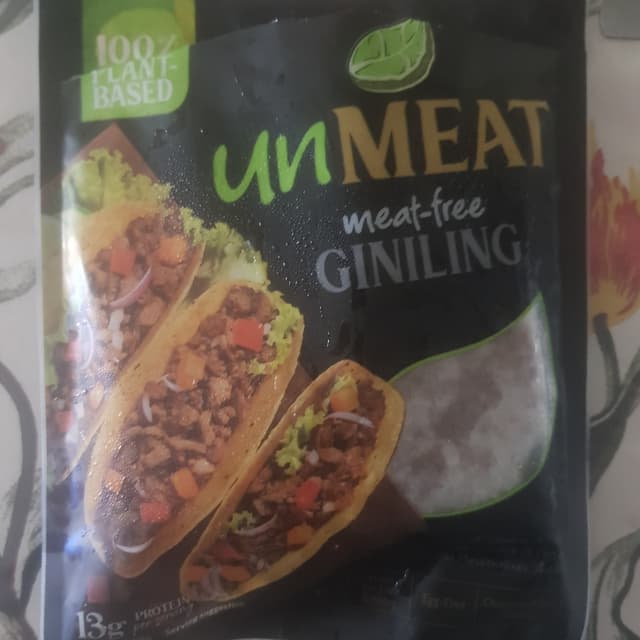 100%
PLANT-
BASED
unMEAT
meat-free
GINILING
13g PROTEIN